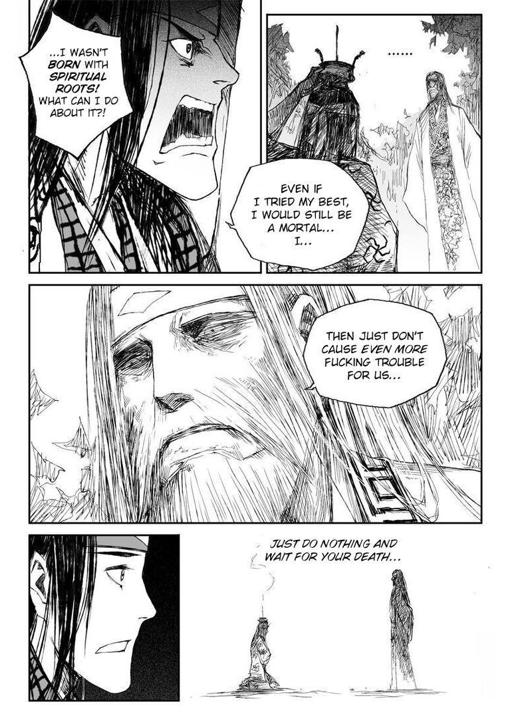 ...I WASN'T
BORN WITH
SPIRITUAL
ROOTS!
WHAT CAN I DO
ABOUT IT?!
......
EVEN IF
I TRIED MY BEST,
I WOULD STILL BE
A MORTAL...
I...
THEN JUST DON'T
CAUSE EVEN MORE
FUCKING TROUBLE
FOR US...
JUST DO NOTHING AND
WAIT FOR YOUR DEATH...